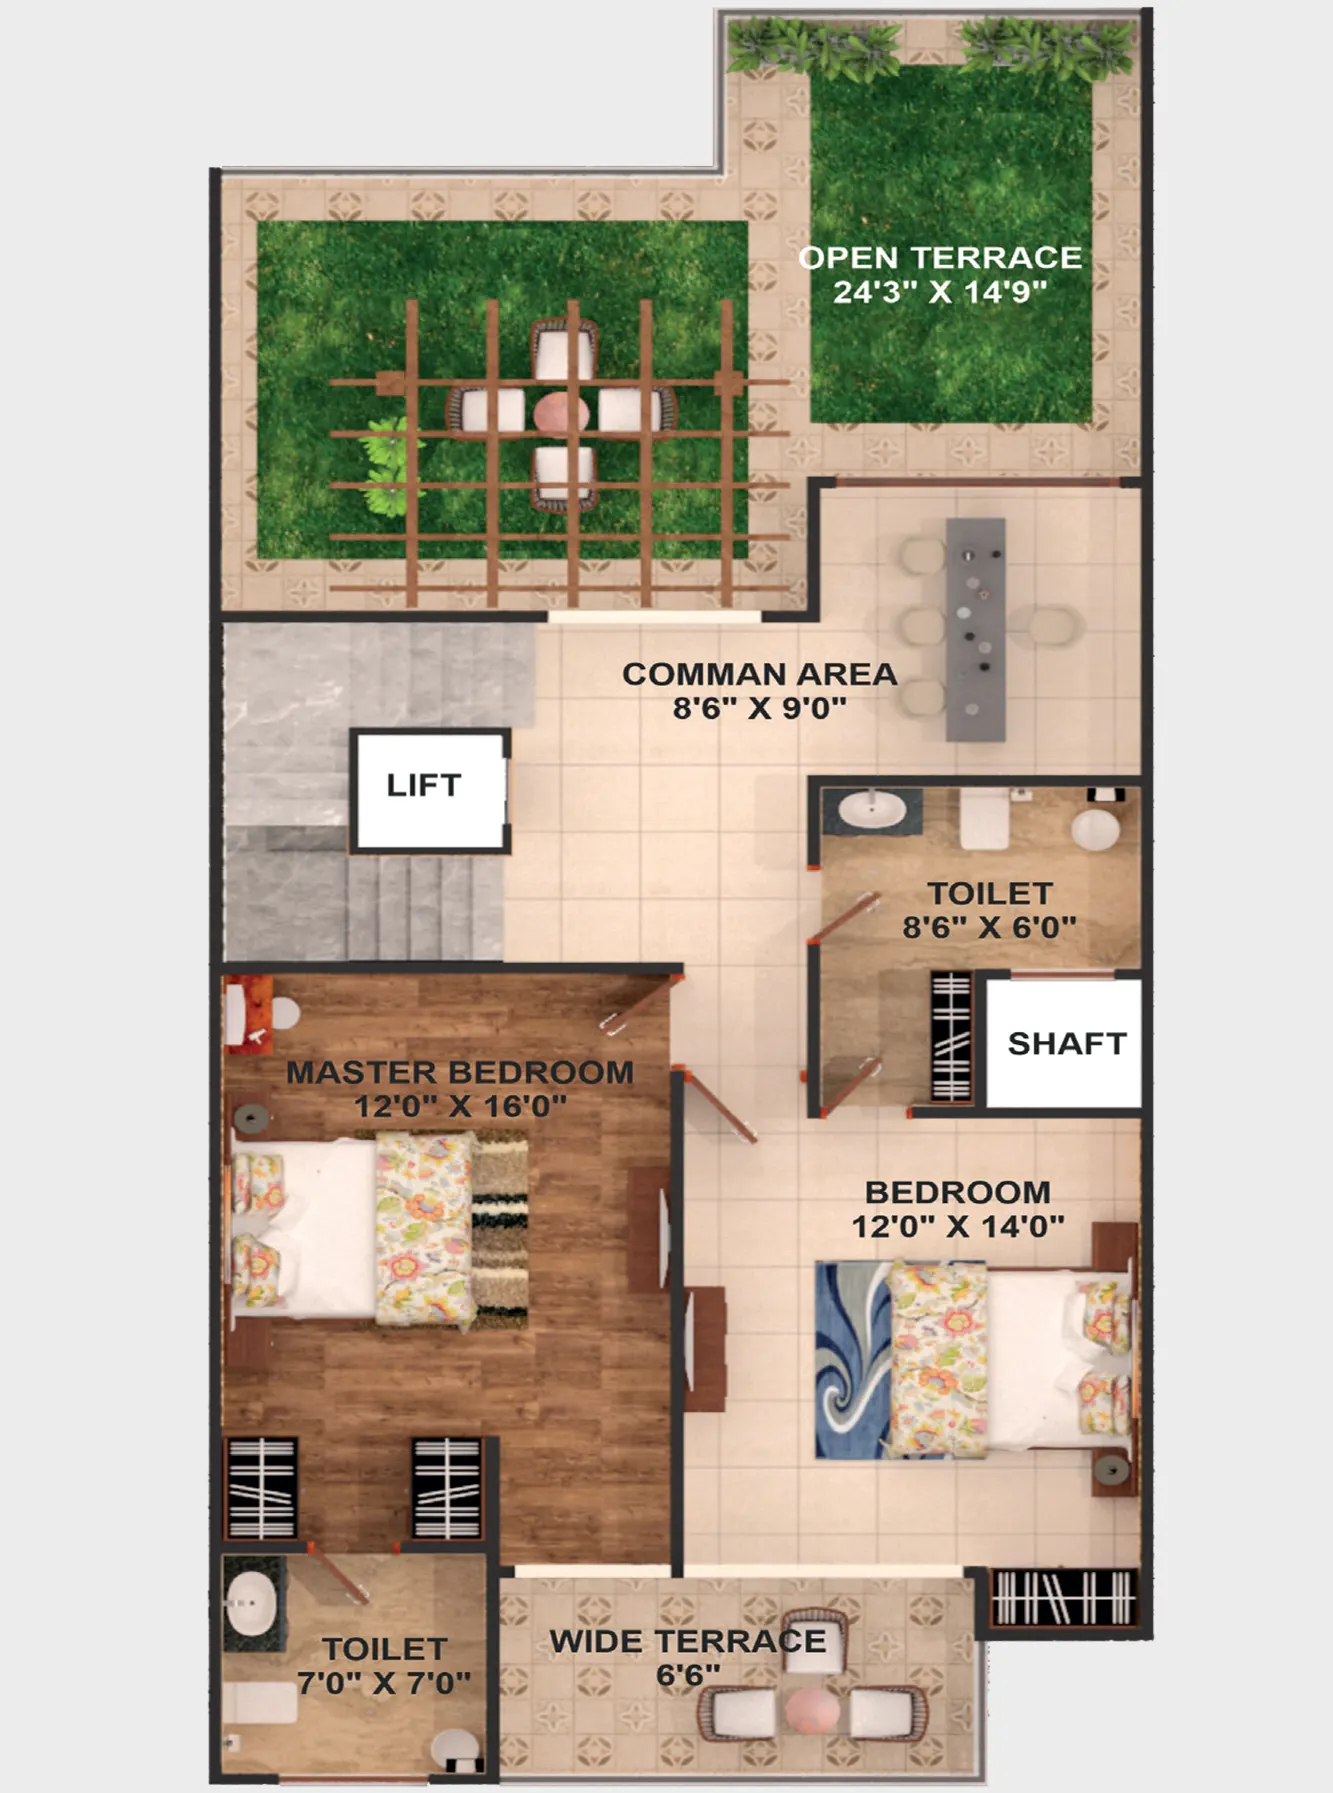 OPEN TERRACE
24'3" X 14'9"
COMMAN AREA
8'6" X 9'0"
LIFT
TOILET
8'6" X 6'0"
SHAFT
MASTER BEDROOM
12'0" X 16'0"
BEDROOM
12'0" X 14'0"
WIDE TERRACE
6'6"
TOILET
7'0" X 7'0"